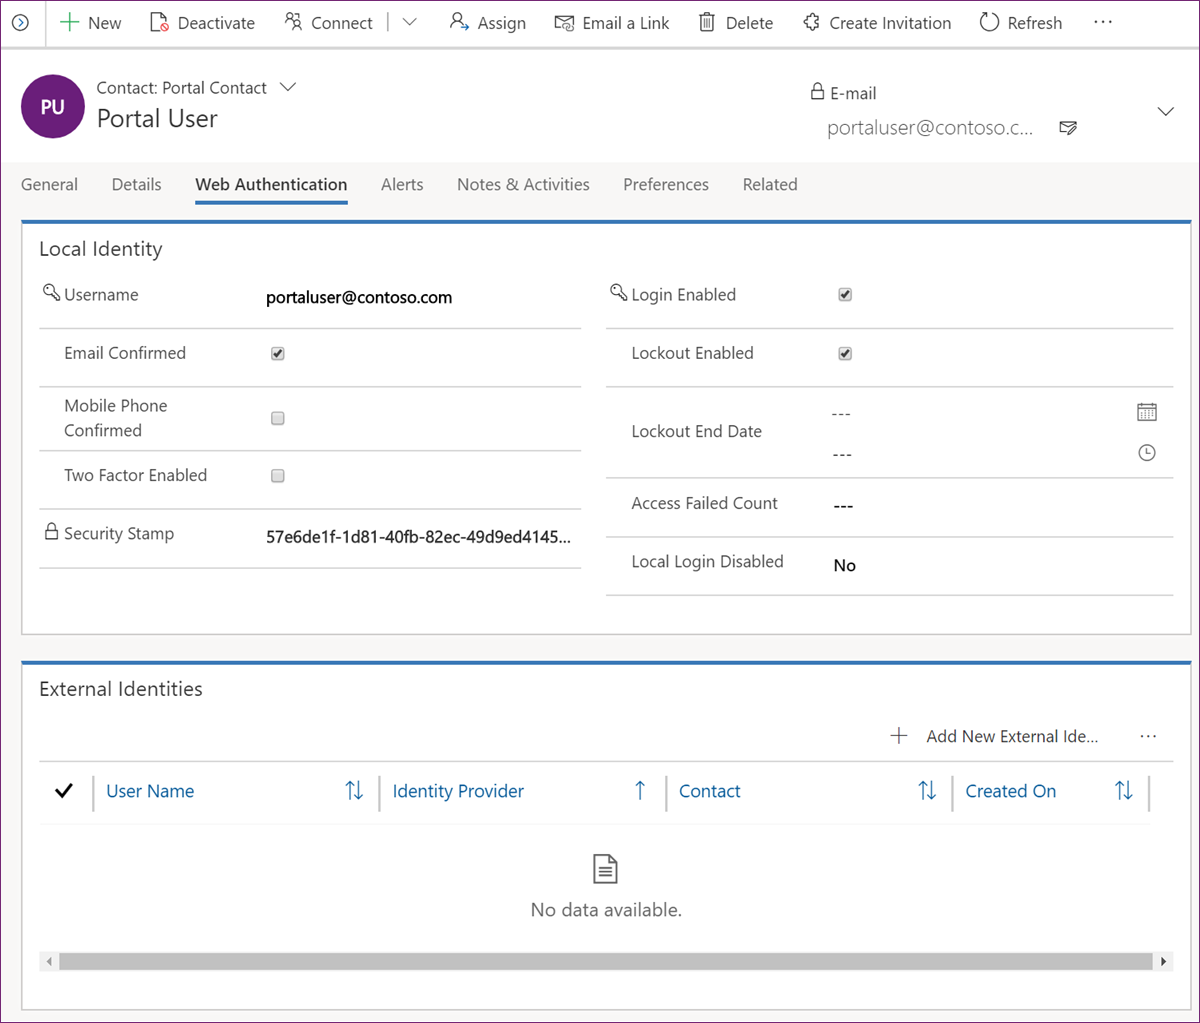 New Deactivate Connect Assign Email a Link Delete Create Invitation Refresh ···
PU
Contact: Portal Contact
Portal User
E-mail
portaluser@contoso.c...
General Details Web Authentication Alerts Notes & Activities Preferences Related
Local Identity
Username portaluser@contoso.com
Login Enabled
Email Confirmed
Lockout Enabled
Mobile Phone
Confirmed
Lockout End Date
---
---
Two Factor Enabled
Access Failed Count ---
Security Stamp 57e6de1f-1d81-40fb-82ec-49d9ed4145...
Local Login Disabled No
External Identities
Add New External Ide... ···
User Name Identity Provider Contact Created On
No data available.